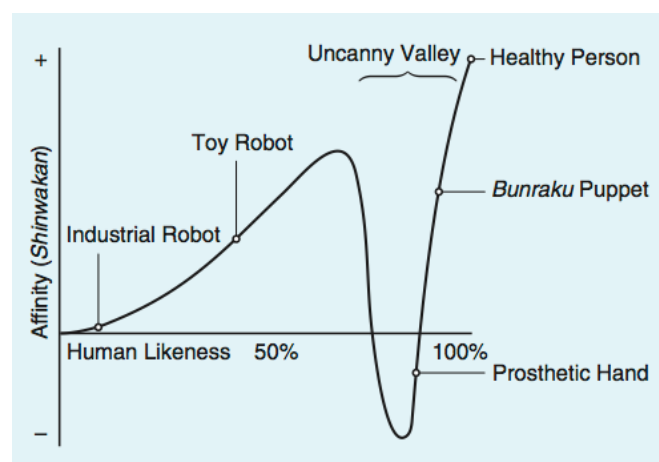 +
Uncanny Valley
Healthy Person
Toy Robot
Bunraku Puppet
Industrial Robot
Affinity (Shinwakan)
Human Likeness 50% 100%
Prosthetic Hand
–